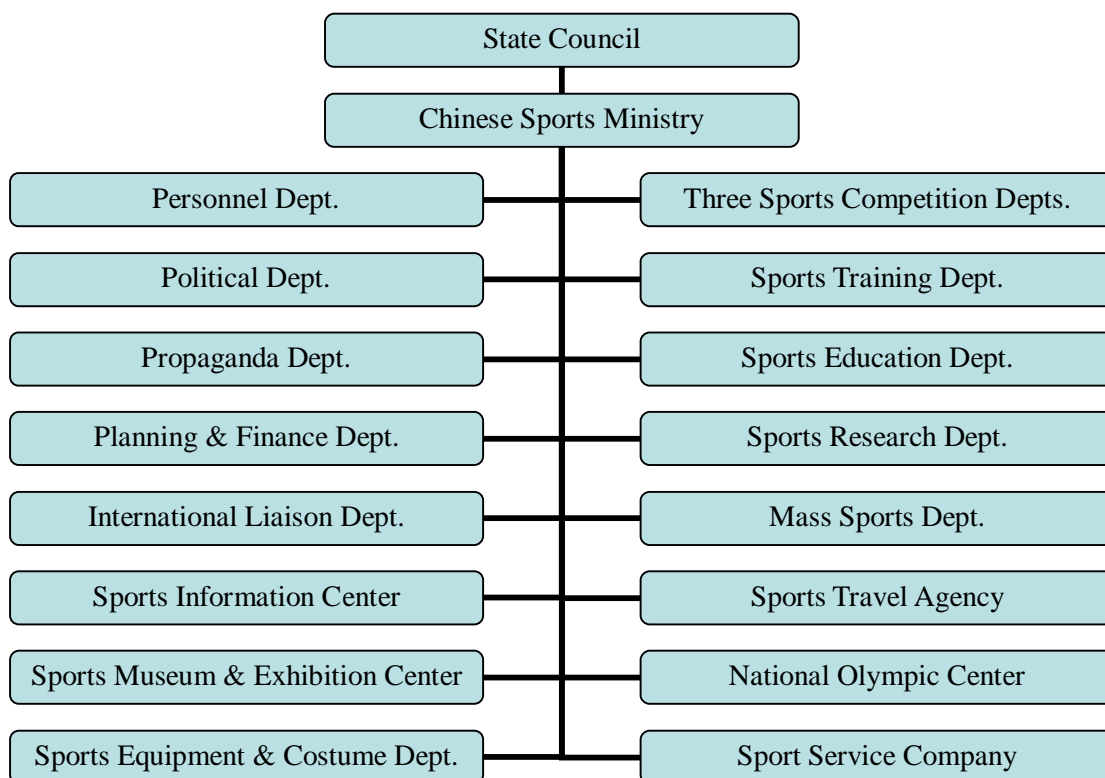 State Council
Chinese Sports Ministry
Personnel Dept.
Three Sports Competition Depts.
Political Dept.
Sports Training Dept.
Propaganda Dept.
Sports Education Dept.
Planning & Finance Dept.
Sports Research Dept.
International Liaison Dept.
Mass Sports Dept.
Sports Information Center
Sports Travel Agency
Sports Museum & Exhibition Center
National Olympic Center
Sports Equipment & Costume Dept.
Sport Service Company